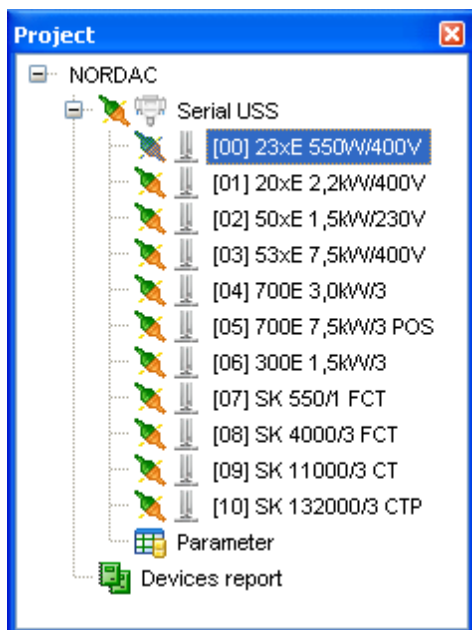 Project
NORDAC
Serial USS
[00] 23xE 550W/400V
[01] 20xE 2,2kW/400V
[02] 50xE 1,5kW/230V
[03] 53xE 7,5kW/400V
[04] 700E 3,0kW/3
[05] 700E 7,5kW/3 POS
[06] 300E 1,5kW/3
[07] SK 550/1 FCT
[08] SK 4000/3 FCT
[09] SK 11000/3 CT
[10] SK 132000/3 CTP
Parameter
Devices report